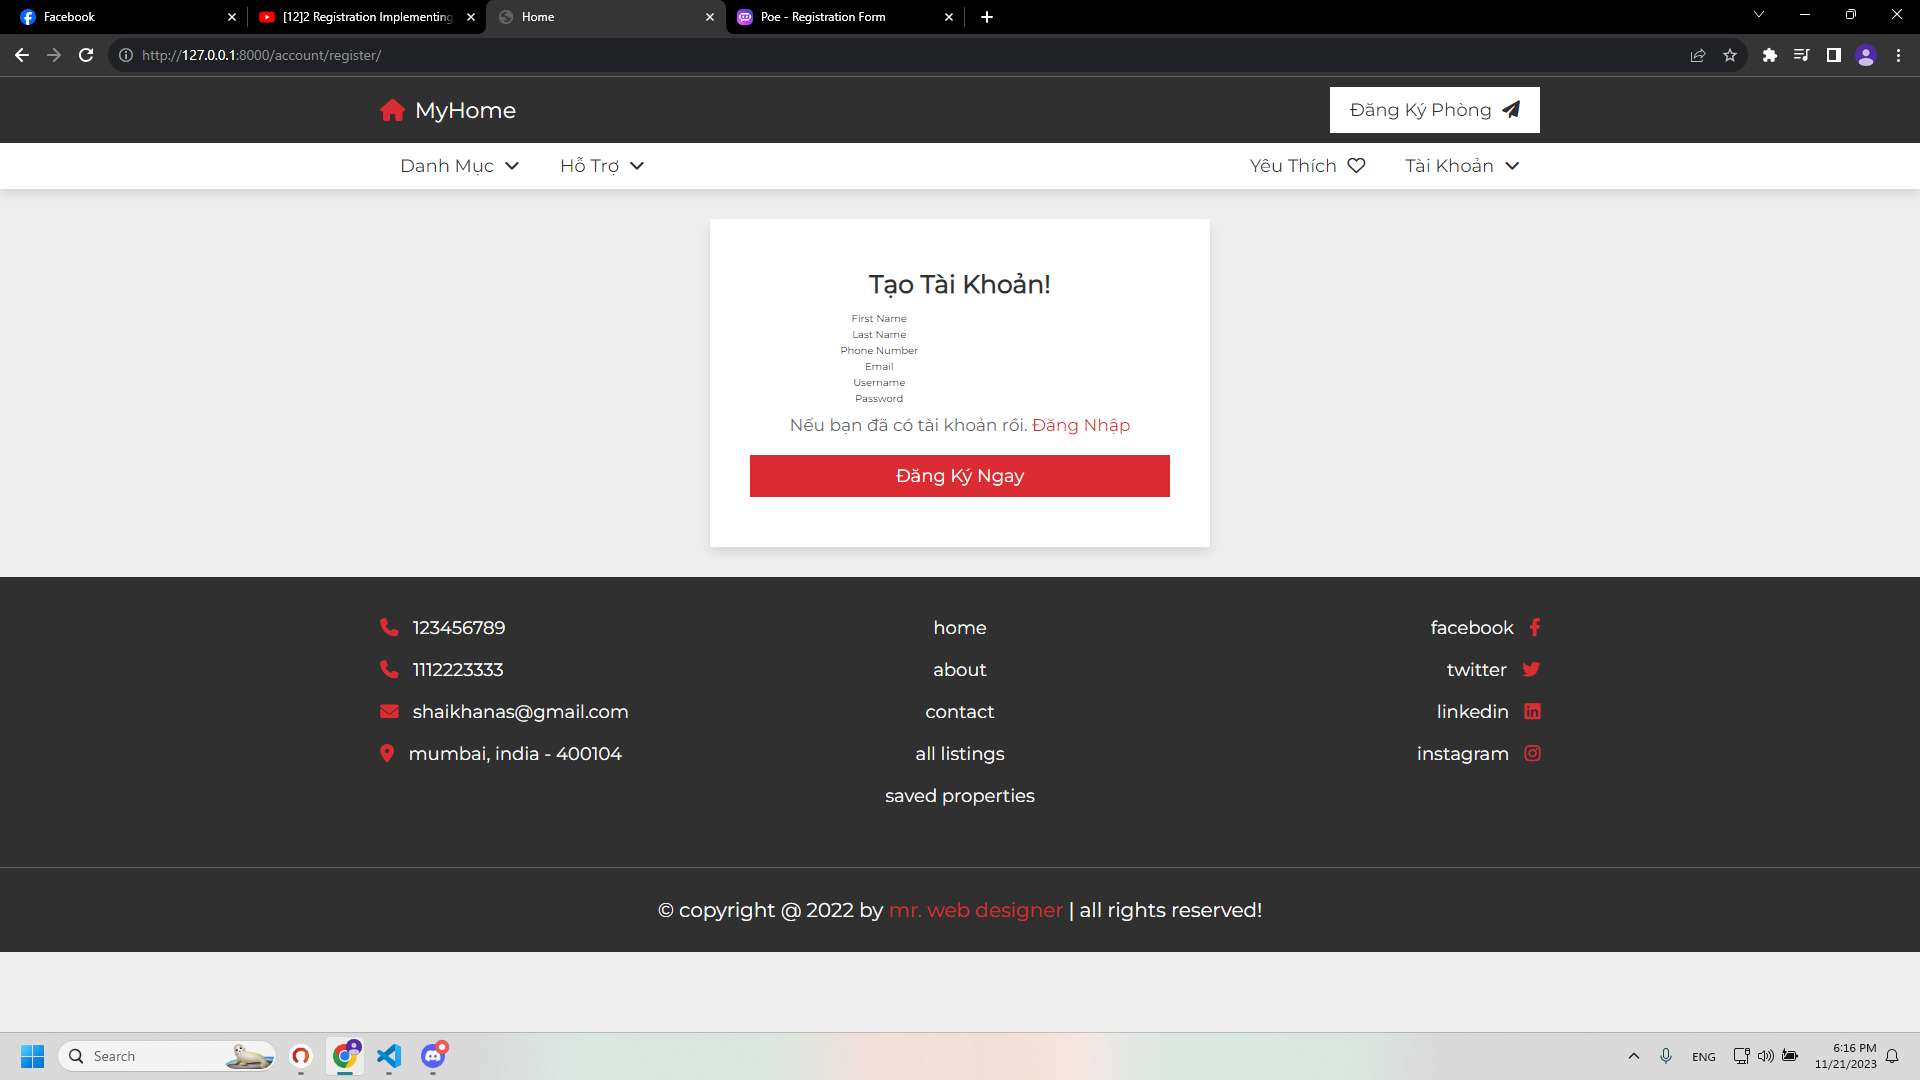 Facebook
[12]2 Registration Implementing
Home
Poe - Registration Form
http://127.0.0.1:8000/account/register/
MyHome
Đăng Ký Phòng
Danh Mục
Hỗ Trợ
Yêu Thích
Tài Khoản
Tạo Tài Khoản!
First Name
Last Name
Phone Number
Email
Username
Password
Nếu bạn đã có tài khoản rồi. Đăng Nhập
Đăng Ký Ngay
123456789
1112223333
shaikhanas@gmail.com
mumbai, india - 400104
home
about
contact
all listings
saved properties
facebook
twitter
linkedin
instagram
© copyright @ 2022 by mr. web designer | all rights reserved!
Search
ENG
6:16 PM
11/21/2023